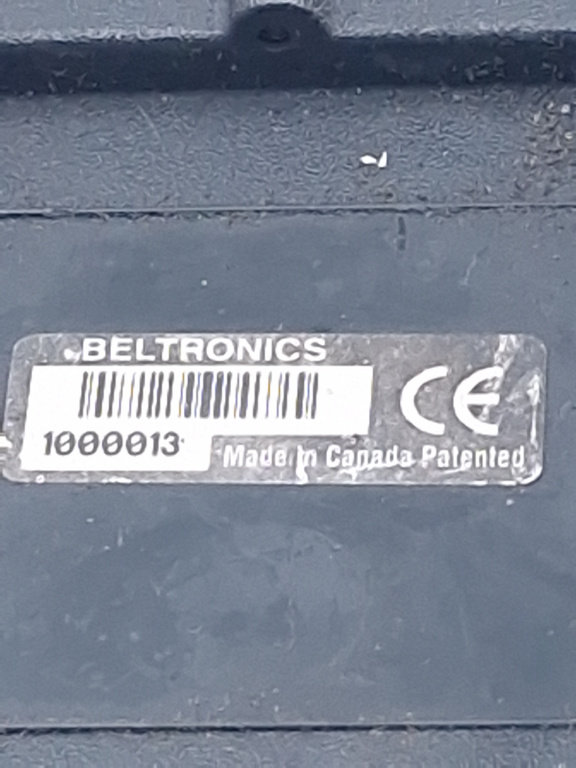 BELTRONICS
CE
1000013
Made in Canada Patented